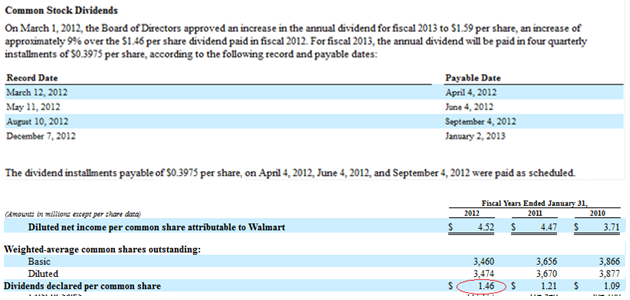 Common Stock Dividends
On March 1, 2012, the Board of Directors approved an increase in the annual dividend for fiscal 2013 to $1.59 per share, an increase of
approximately 9% over the $1.46 per share dividend paid in fiscal 2012. For fiscal 2013, the annual dividend will be paid in four quarterly
installments of $0.3975 per share, according to the following record and payable dates:
Record Date Payable Date
March 12, 2012 April 4, 2012
May 11, 2012 June 4, 2012
August 10, 2012 September 4, 2012
December 7, 2012 January 2, 2013
The dividend installments payable of $0.3975 per share, on April 4, 2012, June 4, 2012, and September 4, 2012 were paid as scheduled.
Fiscal Years Ended January 31,
(Amounts in millions except per share data) 2012 2011 2010
Diluted net income per common share attributable to Walmart $ 4.52 $ 4.47 $ 3.71
Weighted-average common shares outstanding:
Basic 3,460 3,656 3,866
Diluted 3,474 3,670 3,877
Dividends declared per common share $ 1.46 $ 1.21 $ 1.09